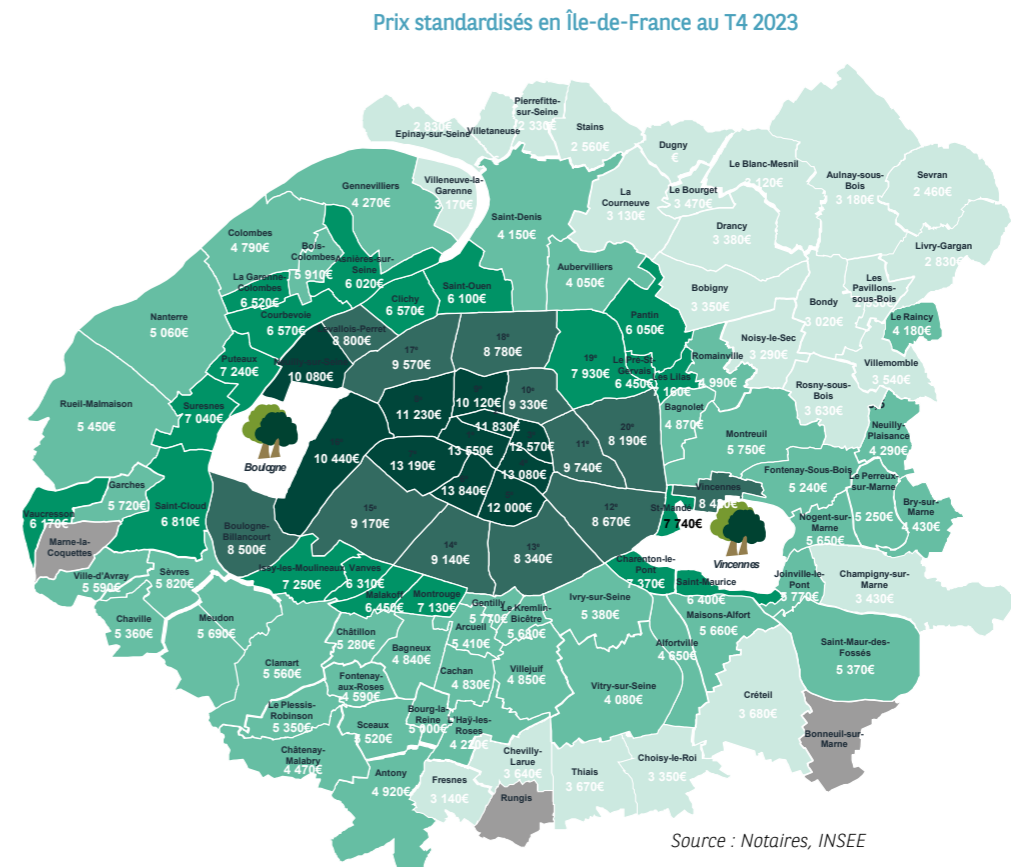 Prix standardisés en Île-de-France au T4 2023
Pierrefitte-
sur-Seine
2 330€
Epinay-sur-Seine
2 830€
Villetaneuse
Stains
2 560€
Dugny
€
Le Blanc-Mesnil
3 120€
Aulnay-sous-
Bois
3 180€
Sevran
2 460€
Gennevilliers
4 270€
Villeneuve-la-
Garenne
3 170€
Saint-Denis
4 150€
La
Courneuve
3 130€
Le Bourget
3 470€
Drancy
3 380€
Livry-Gargan
2 830€
Colombes
4 790€
Bois-
Colombes
5 910€
Asnières-sur-
Seine
6 020€
Aubervilliers
4 050€
Bobigny
3 350€
Bondy
3 020€
Les
Pavillons-
sous-Bois
Le Raincy
4 180€
La Garenne-
Colombes
6 520€
Clichy
6 570€
Saint-Ouen
6 100€
Pantin
6 050€
Noisy-le-Sec
3 290€
Villemomble
3 540€
Nanterre
5 060€
Courbevoie
6 570€
8 800€
17e
9 570€
18e
8 780€
19e
7 930€
Le Pré-St-
Gervais
6 450€
Les Lilas
7 160€
Romainville
4 990€
Rosny-sous-
Bois
3 630€
Puteaux
7 240€
10 080€
Rueil-Malmaison
5 450€
Suresnes
7 040€
Boulogne
10 440€
11 230€
10 120€
10e
9 330€
11 830€
13 550€
12 570€
13 190€
13 080€
13 840€
12 000€
11e
9 740€
20e
8 190€
Bagnolet
4 870€
Montreuil
5 750€
Neuilly-
Plaisance
4 290€
Garches
5 720€
Saint-Cloud
6 810€
Vaucresson
6 170€
Marne-la-
Coquettes
Boulogne-
Billancourt
8 500€
15e
9 170€
14e
9 140€
13e
8 340€
12e
8 670€
St-Mandé
7 740€
Vincennes
Vincennes
Fontenay-Sous-Bois
5 240€
Le Perreux-
sur-Marne
5 250€
Bry-sur-
Marne
4 430€
Nogent-sur-
Marne
5 650€
Ville-d'Avray
5 590€
Sèvres
5 820€
Issy-les-Moulineaux
7 250€
Vanves
6 310€
Malakoff
6 450€
Montrouge
7 130€
Gentilly
5 770€
Le Kremlin-
Bicêtre
5 680€
Charenton-le-
Pont
7 370€
Saint-Maurice
6 400€
Joinville-le-
Pont
5 770€
Champigny-sur-
Marne
3 430€
Chaville
5 360€
Meudon
5 690€
Châtillon
5 280€
Bagneux
4 840€
Arcueil
5 410€
Ivry-sur-Seine
5 380€
Maisons-Alfort
5 660€
Alfortville
4 650€
Saint-Maur-des-
Fossés
5 370€
Clamart
5 560€
Fontenay-
aux-Roses
4 590€
Cachan
4 830€
Villejuif
4 850€
Vitry-sur-Seine
4 080€
Créteil
3 680€
Le Plessis-
Robinson
5 350€
Sceaux
5 520€
Bourg-la-
Reine
L'Haÿ-les-
Roses
4 220€
Bonneuil-sur-
Marne
Châtenay-
Malabry
4 470€
Antony
4 920€
Fresnes
3 140€
Chevilly-
Larue
3 640€
Rungis
Thiais
3 670€
Choisy-le-Roi
3 350€
Source : Notaires, INSEE